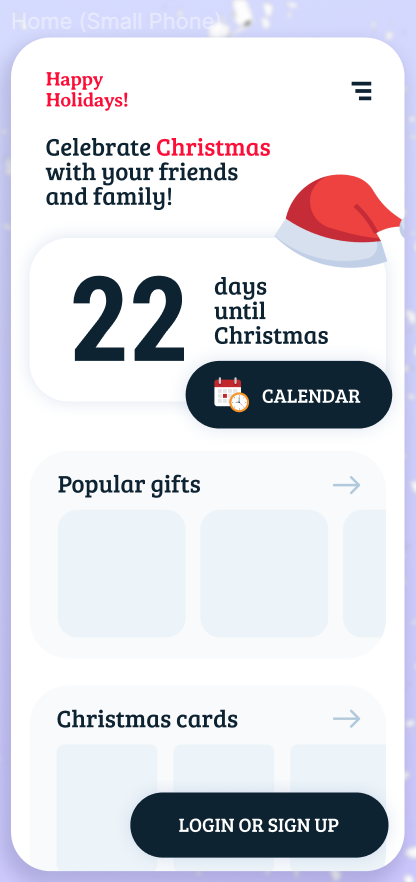 Home (Small Phone)
Happy
Holidays!
Celebrate Christmas
with your friends
and family!
22
days
until
Christmas
CALENDAR
Popular gifts
Christmas cards
LOGIN OR SIGN UP